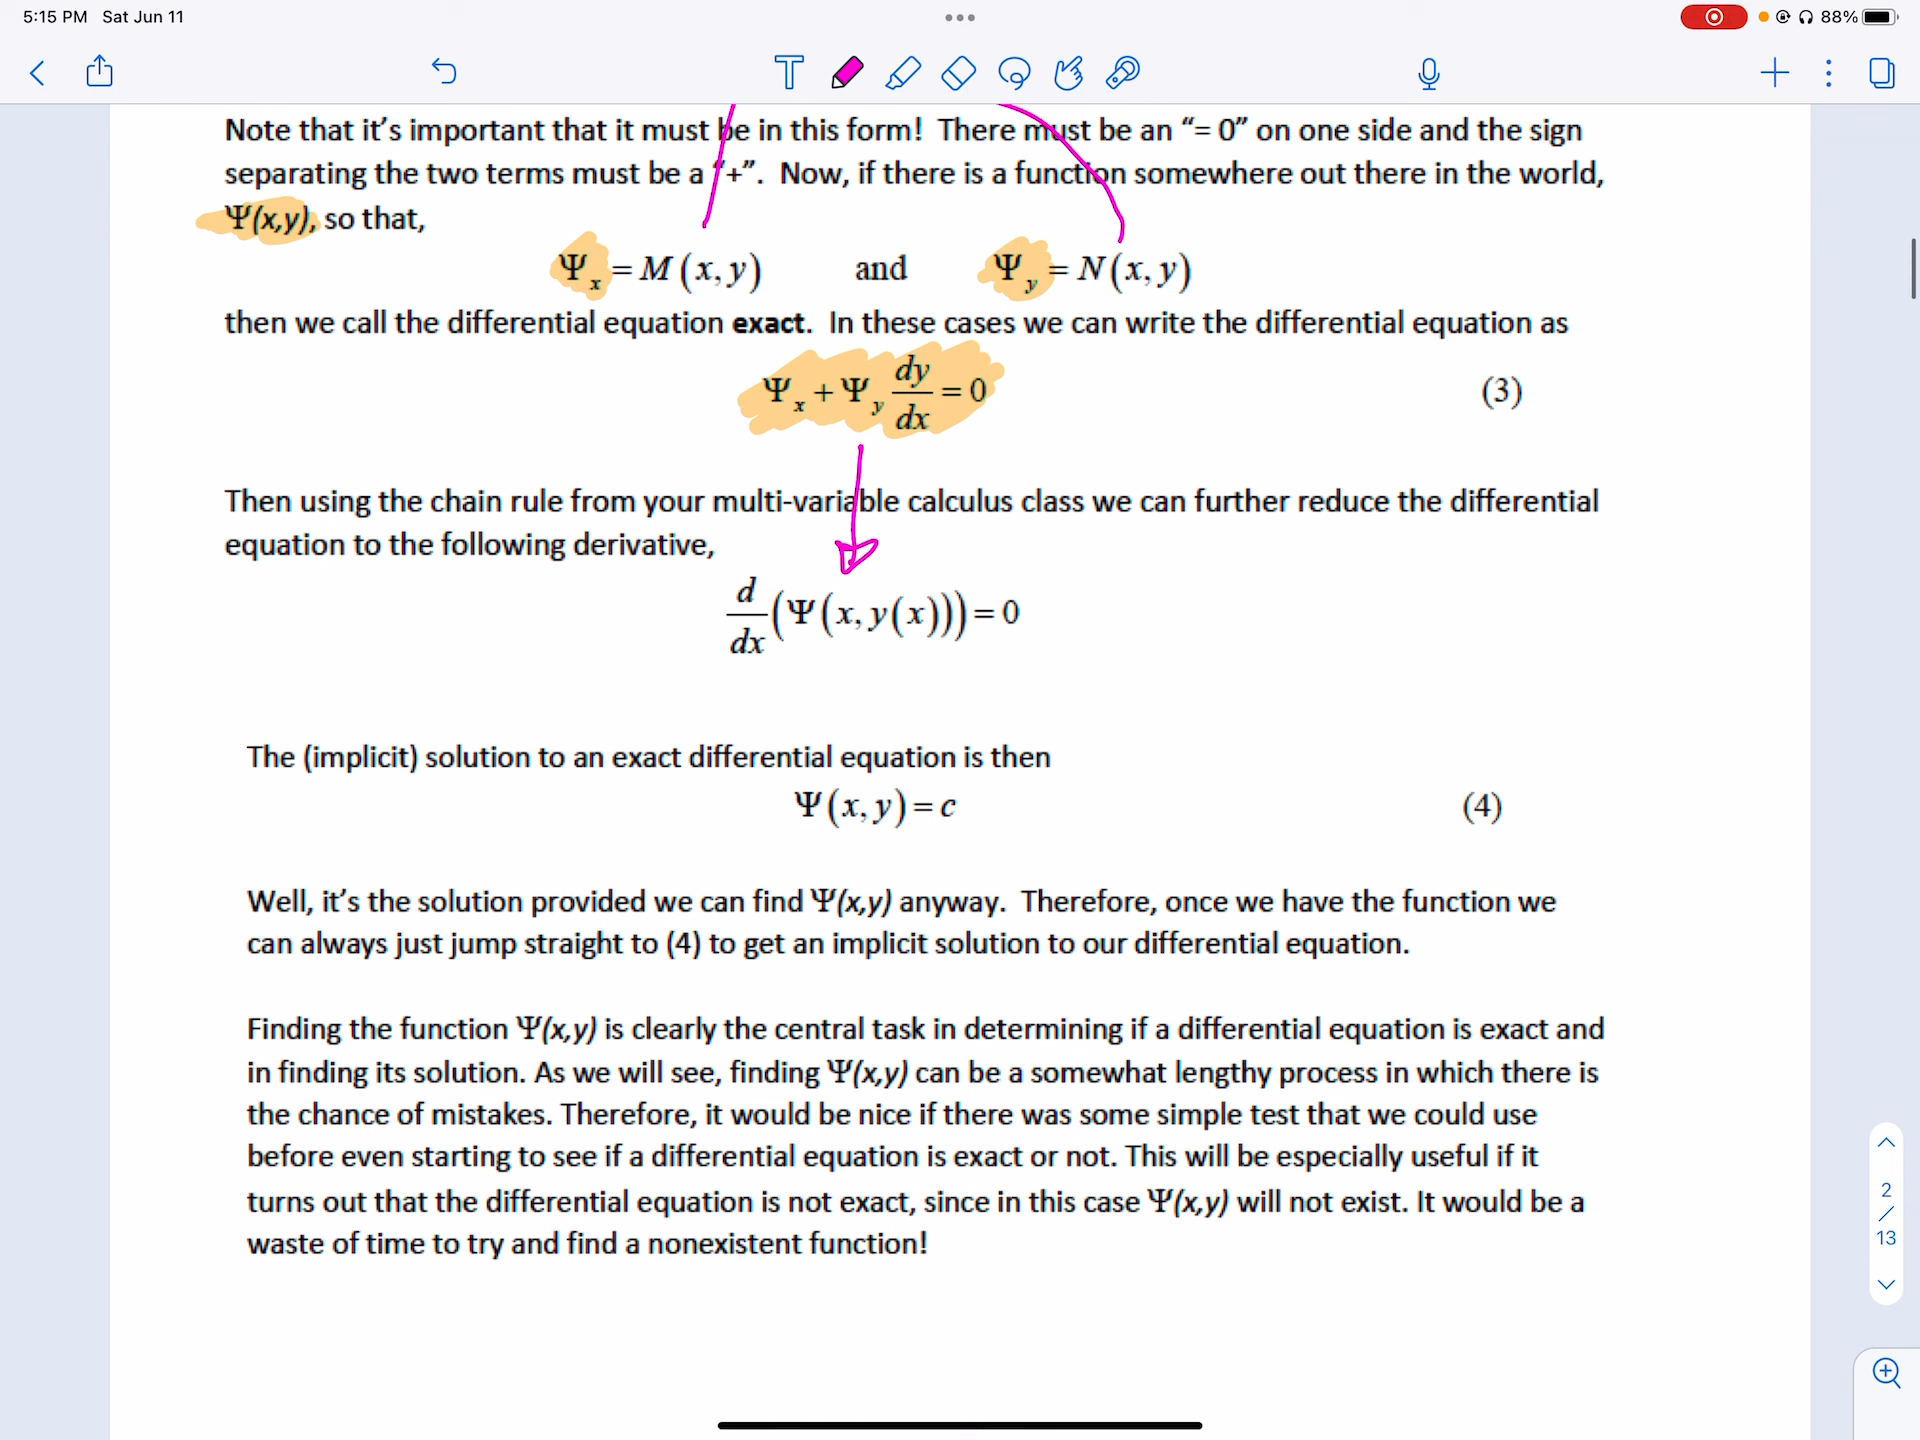 5:15 PM Sat Jun 11
88%
T
Note that it's important that it must be in this form! There must be an “= 0” on one side and the sign
separating the two terms must be a “+”. Now, if there is a function somewhere out there in the world,
Ψ(x,y), so that,
Ψₓ = M(x, y) and Ψ_y = N(x, y)
then we call the differential equation exact. In these cases we can write the differential equation as
Ψₓ + Ψ_y dy/dx = 0 (3)
Then using the chain rule from your multi-variable calculus class we can further reduce the differential
equation to the following derivative,
d/dx (Ψ(x, y(x))) = 0
The (implicit) solution to an exact differential equation is then
Ψ(x, y) = c (4)
Well, it's the solution provided we can find Ψ(x,y) anyway. Therefore, once we have the function we
can always just jump straight to (4) to get an implicit solution to our differential equation.
Finding the function Ψ(x,y) is clearly the central task in determining if a differential equation is exact and
in finding its solution. As we will see, finding Ψ(x,y) can be a somewhat lengthy process in which there is
the chance of mistakes. Therefore, it would be nice if there was some simple test that we could use
before even starting to see if a differential equation is exact or not. This will be especially useful if it
turns out that the differential equation is not exact, since in this case Ψ(x,y) will not exist. It would be a
waste of time to try and find a nonexistent function!
2
/
13